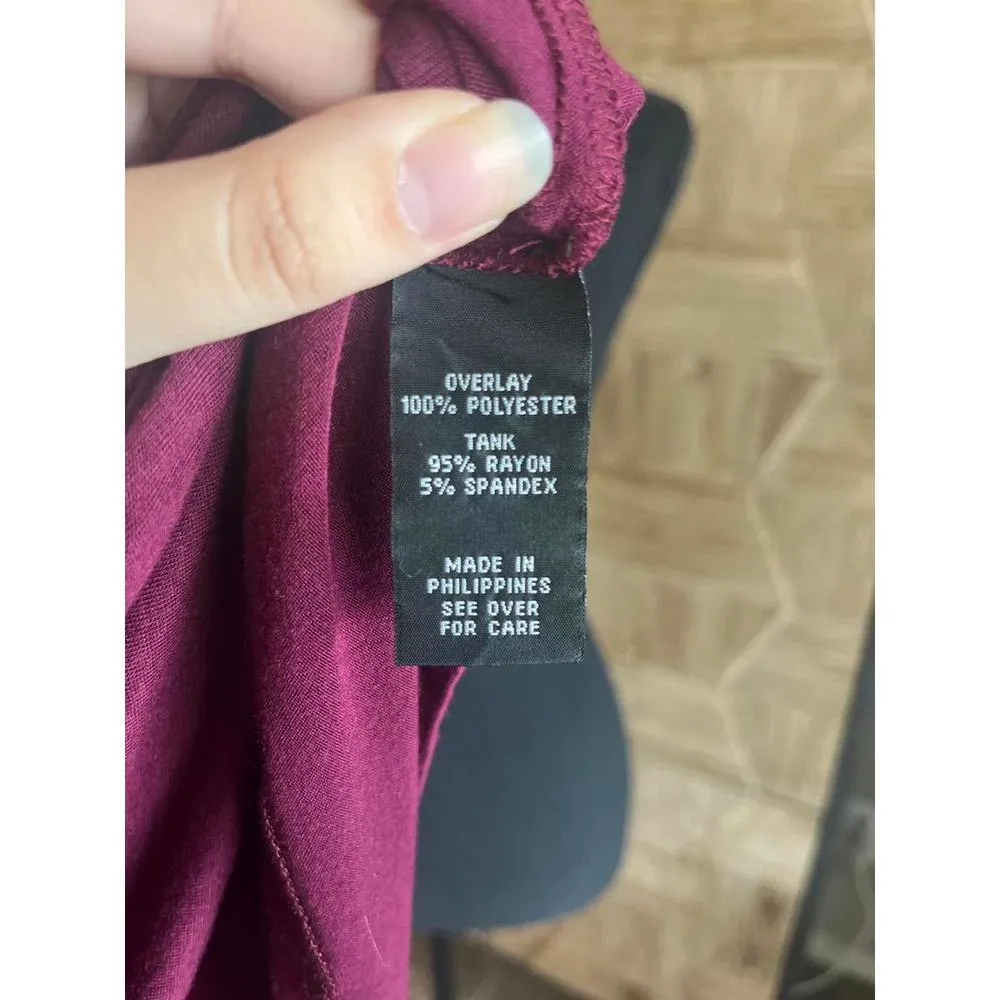 OVERLAY
100% POLYESTER
TANK
95% RAYON
5% SPANDEX
MADE IN
PHILIPPINES
SEE OVER
FOR CARE